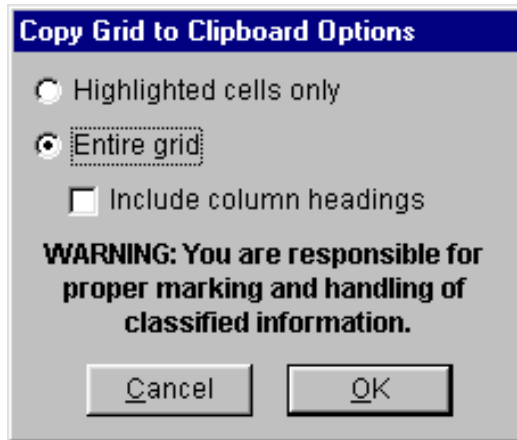 Copy Grid to Clipboard Options
Highlighted cells only
Entire grid
Include column headings
WARNING: You are responsible for
proper marking and handling of
classified information.
Cancel
OK